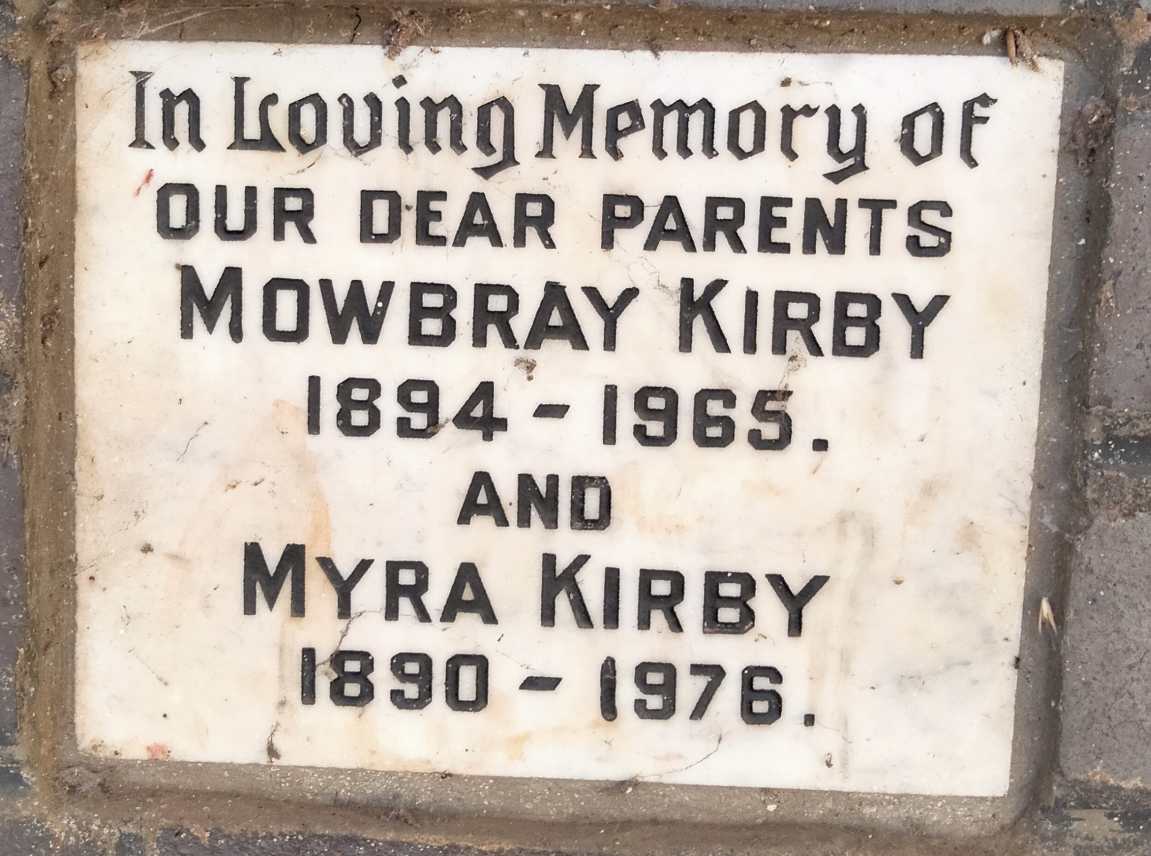 In Loving Memory of
OUR DEAR PARENTS
MOWBRAY KIRBY
1894 - 1965.
AND
MYRA KIRBY
1890 - 1976.